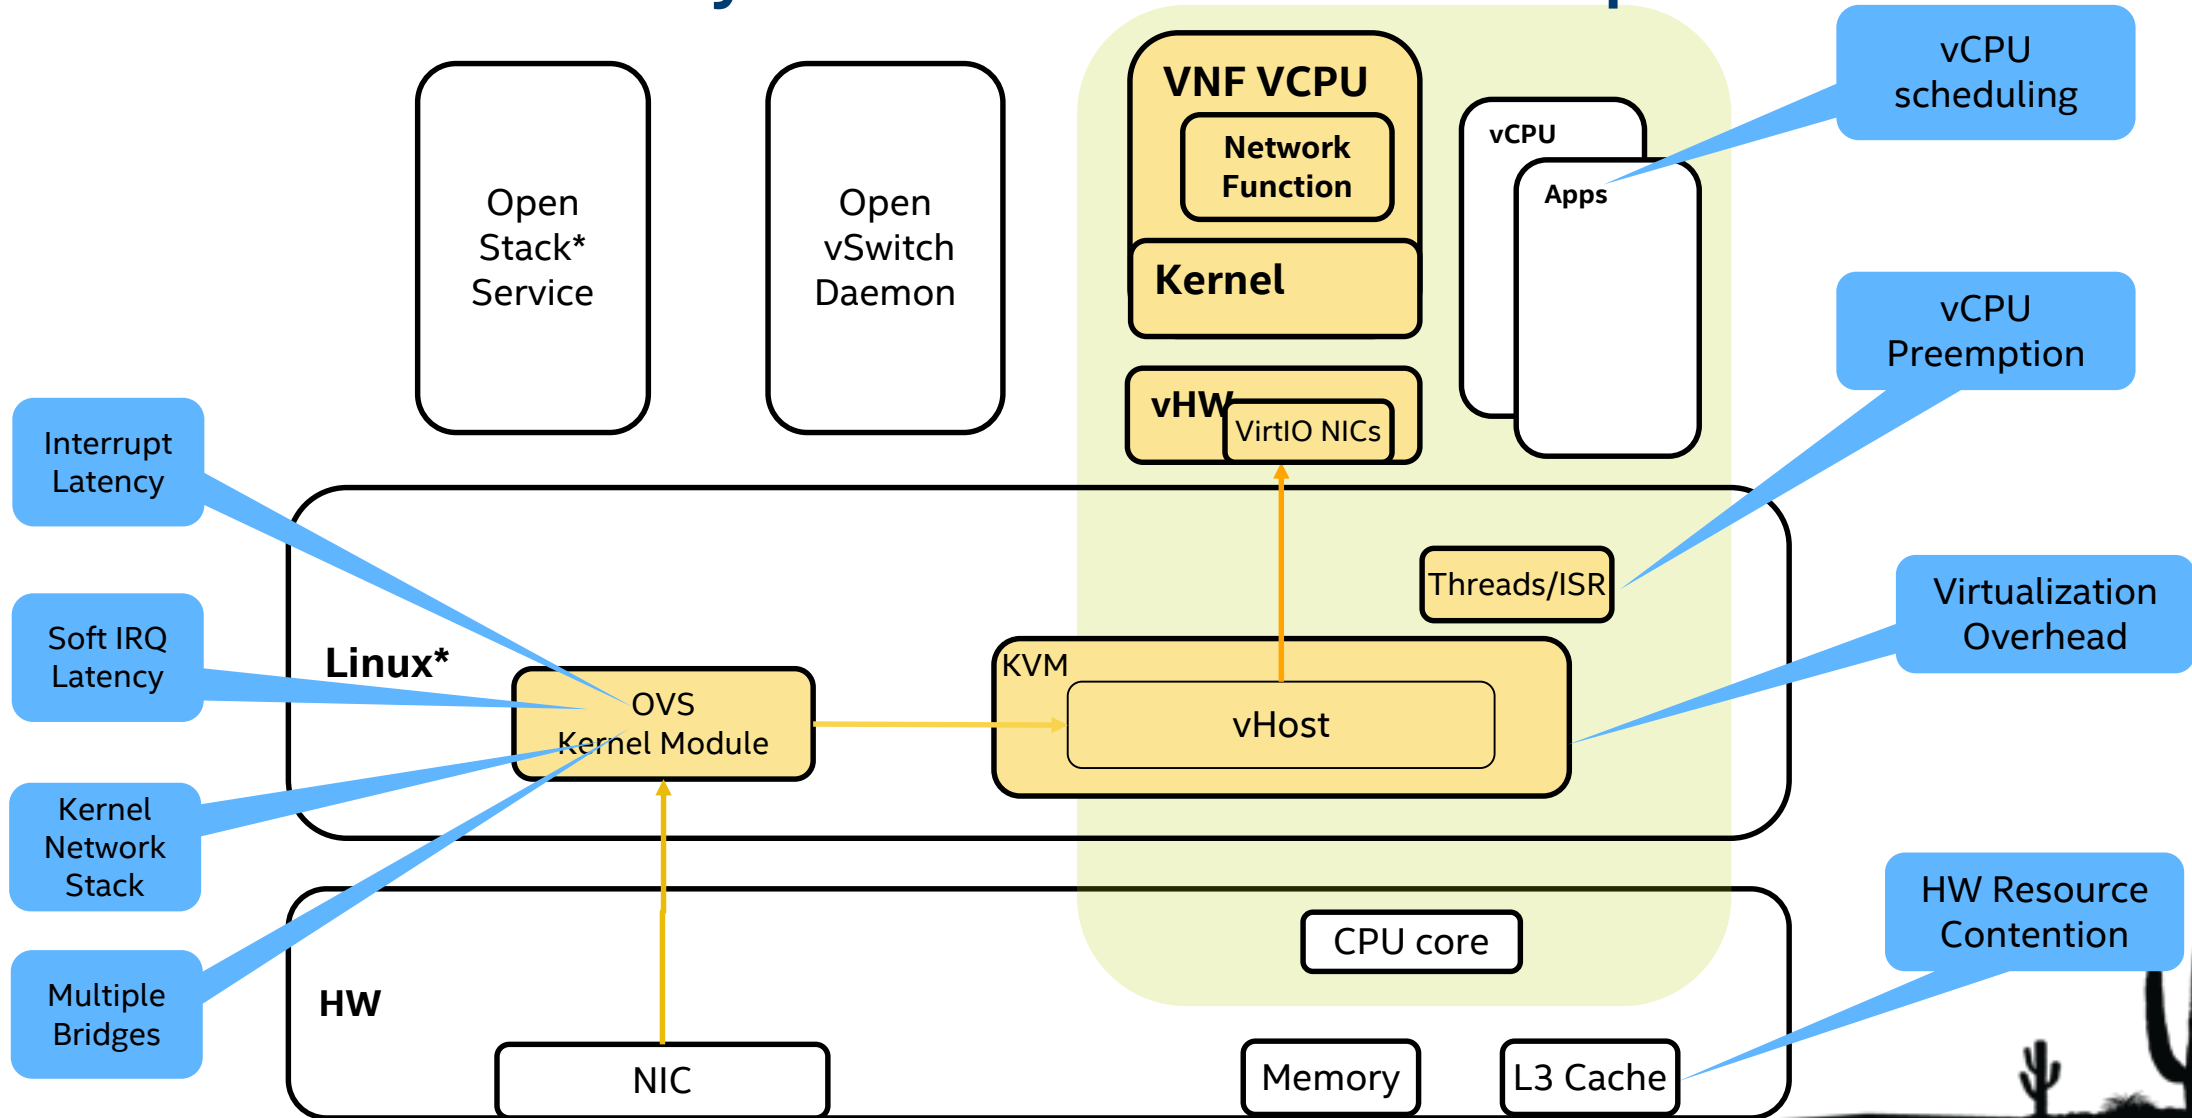 vCPU
scheduling
VNF VCPU
Network
Function
Kernel
vCPU
Apps
Open
Stack*
Service
Open
vSwitch
Daemon
vCPU
Preemption
vHW
VirtIO NICs
Interrupt
Latency
Threads/ISR
Virtualization
Overhead
Soft IRQ
Latency
Linux*
OVS
Kernel Module
KVM
vHost
Kernel
Network
Stack
HW Resource
Contention
CPU core
Multiple
Bridges
HW
NIC
Memory
L3 Cache